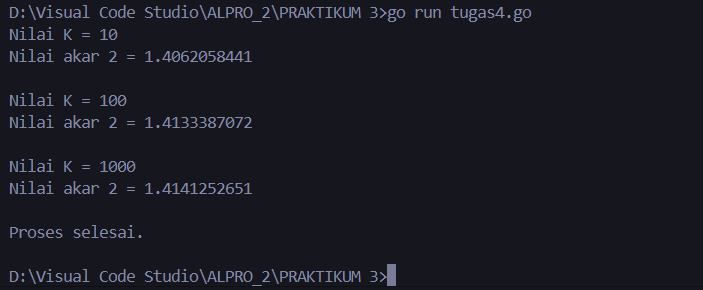 D:\Visual Code Studio\ALPRO_2\PRAKTIKUM 3>go run tugas4.go
Nilai K = 10
Nilai akar 2 = 1.4062058441
Nilai K = 100
Nilai akar 2 = 1.4133387072
Nilai K = 1000
Nilai akar 2 = 1.4141252651
Proses selesai.
D:\Visual Code Studio\ALPRO_2\PRAKTIKUM 3>